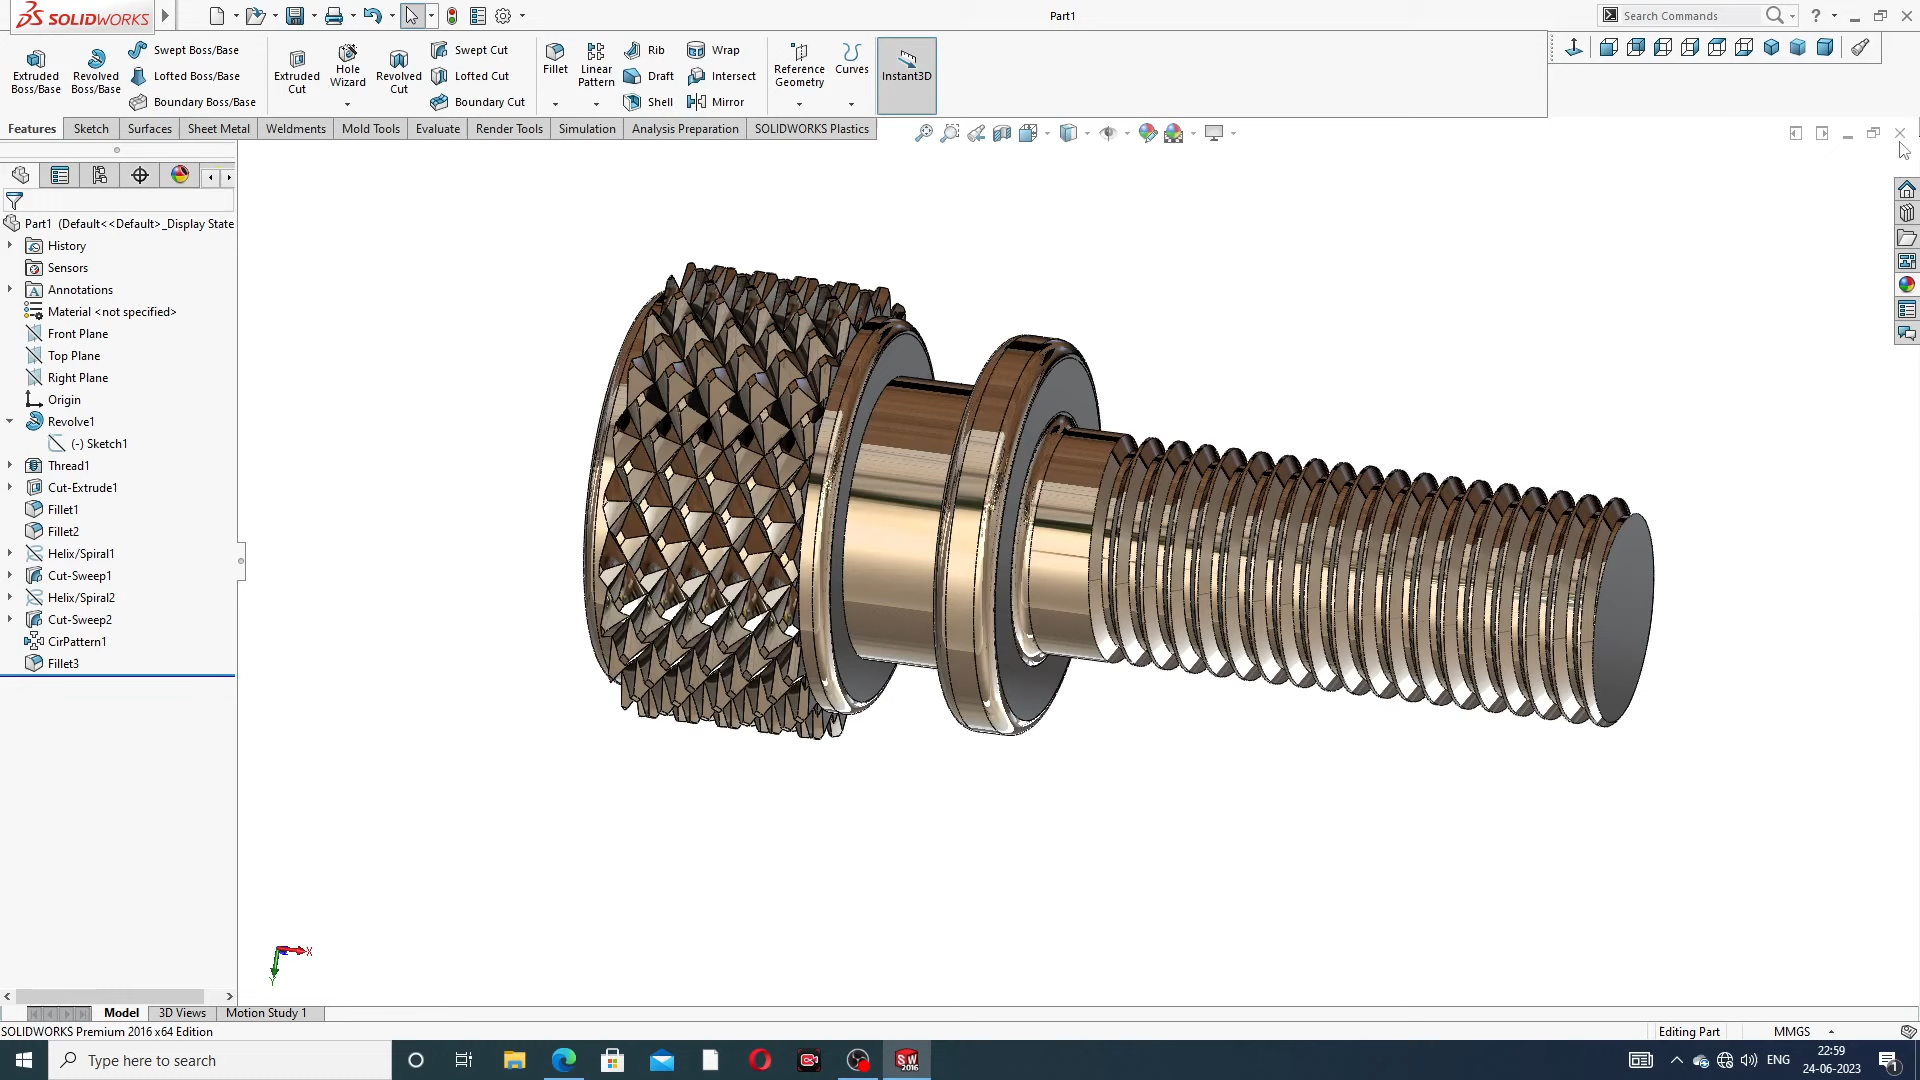 SOLIDWORKS
Part1
Search Commands
?
Extruded Boss/Base
Revolved Boss/Base
Swept Boss/Base
Lofted Boss/Base
Boundary Boss/Base
Extruded Cut
Hole Wizard
Revolved Cut
Swept Cut
Lofted Cut
Boundary Cut
Fillet
Linear Pattern
Rib
Draft
Shell
Wrap
Intersect
Mirror
Reference Geometry
Curves
Instant3D
Features
Sketch
Surfaces
Sheet Metal
Weldments
Mold Tools
Evaluate
Render Tools
Simulation
Analysis Preparation
SOLIDWORKS Plastics
Part1 (Default<<Default>_Display State
History
Sensors
Annotations
Material <not specified>
Front Plane
Top Plane
Right Plane
Origin
Revolve1
(-) Sketch1
Thread1
Cut-Extrude1
Fillet1
Fillet2
Helix/Spiral1
Cut-Sweep1
Helix/Spiral2
Cut-Sweep2
CirPattern1
Fillet3
X
Y
Model
3D Views
Motion Study 1
SOLIDWORKS Premium 2016 x64 Edition
Editing Part
MMGS
Type here to search
SW
2016
ENG
22:59
24-06-2023
1